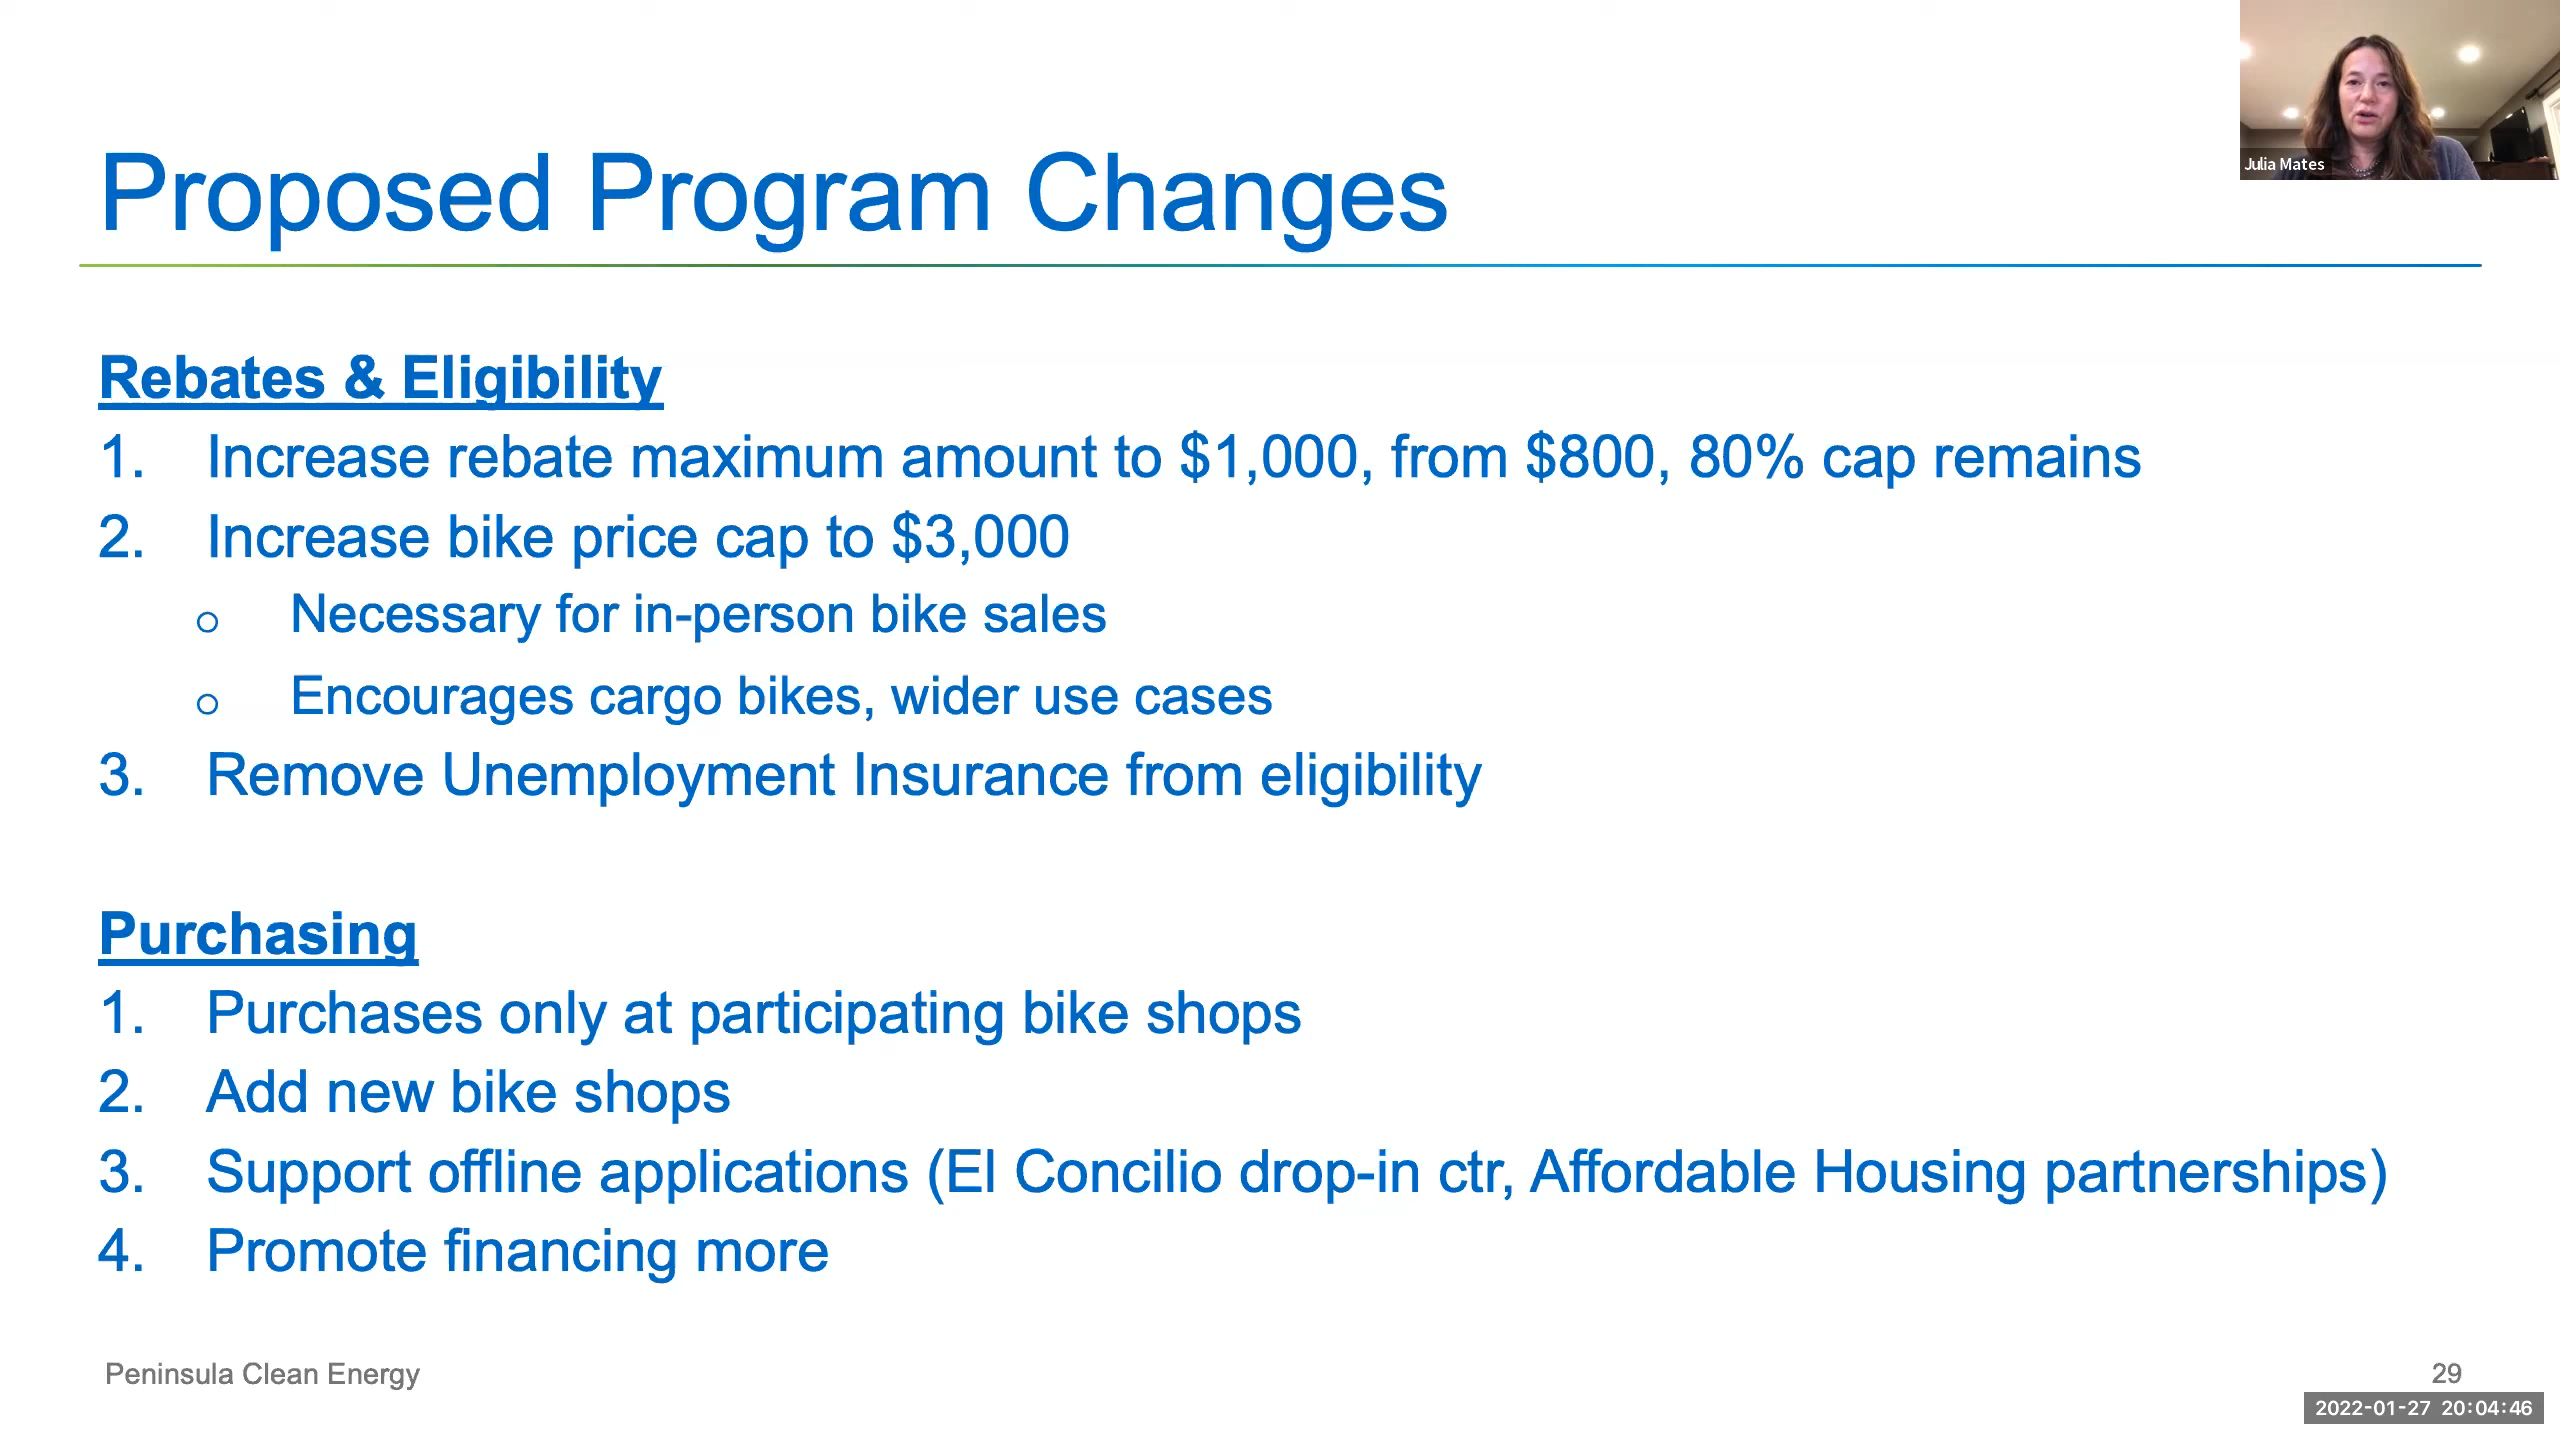 Julia Mates
Proposed Program Changes
Rebates & Eligibility
1. Increase rebate maximum amount to $1,000, from $800, 80% cap remains
2. Increase bike price cap to $3,000
o Necessary for in-person bike sales
o Encourages cargo bikes, wider use cases
3. Remove Unemployment Insurance from eligibility
Purchasing
1. Purchases only at participating bike shops
2. Add new bike shops
3. Support offline applications (El Concilio drop-in ctr, Affordable Housing partnerships)
4. Promote financing more
Peninsula Clean Energy
29
2022-01-27 20:04:46